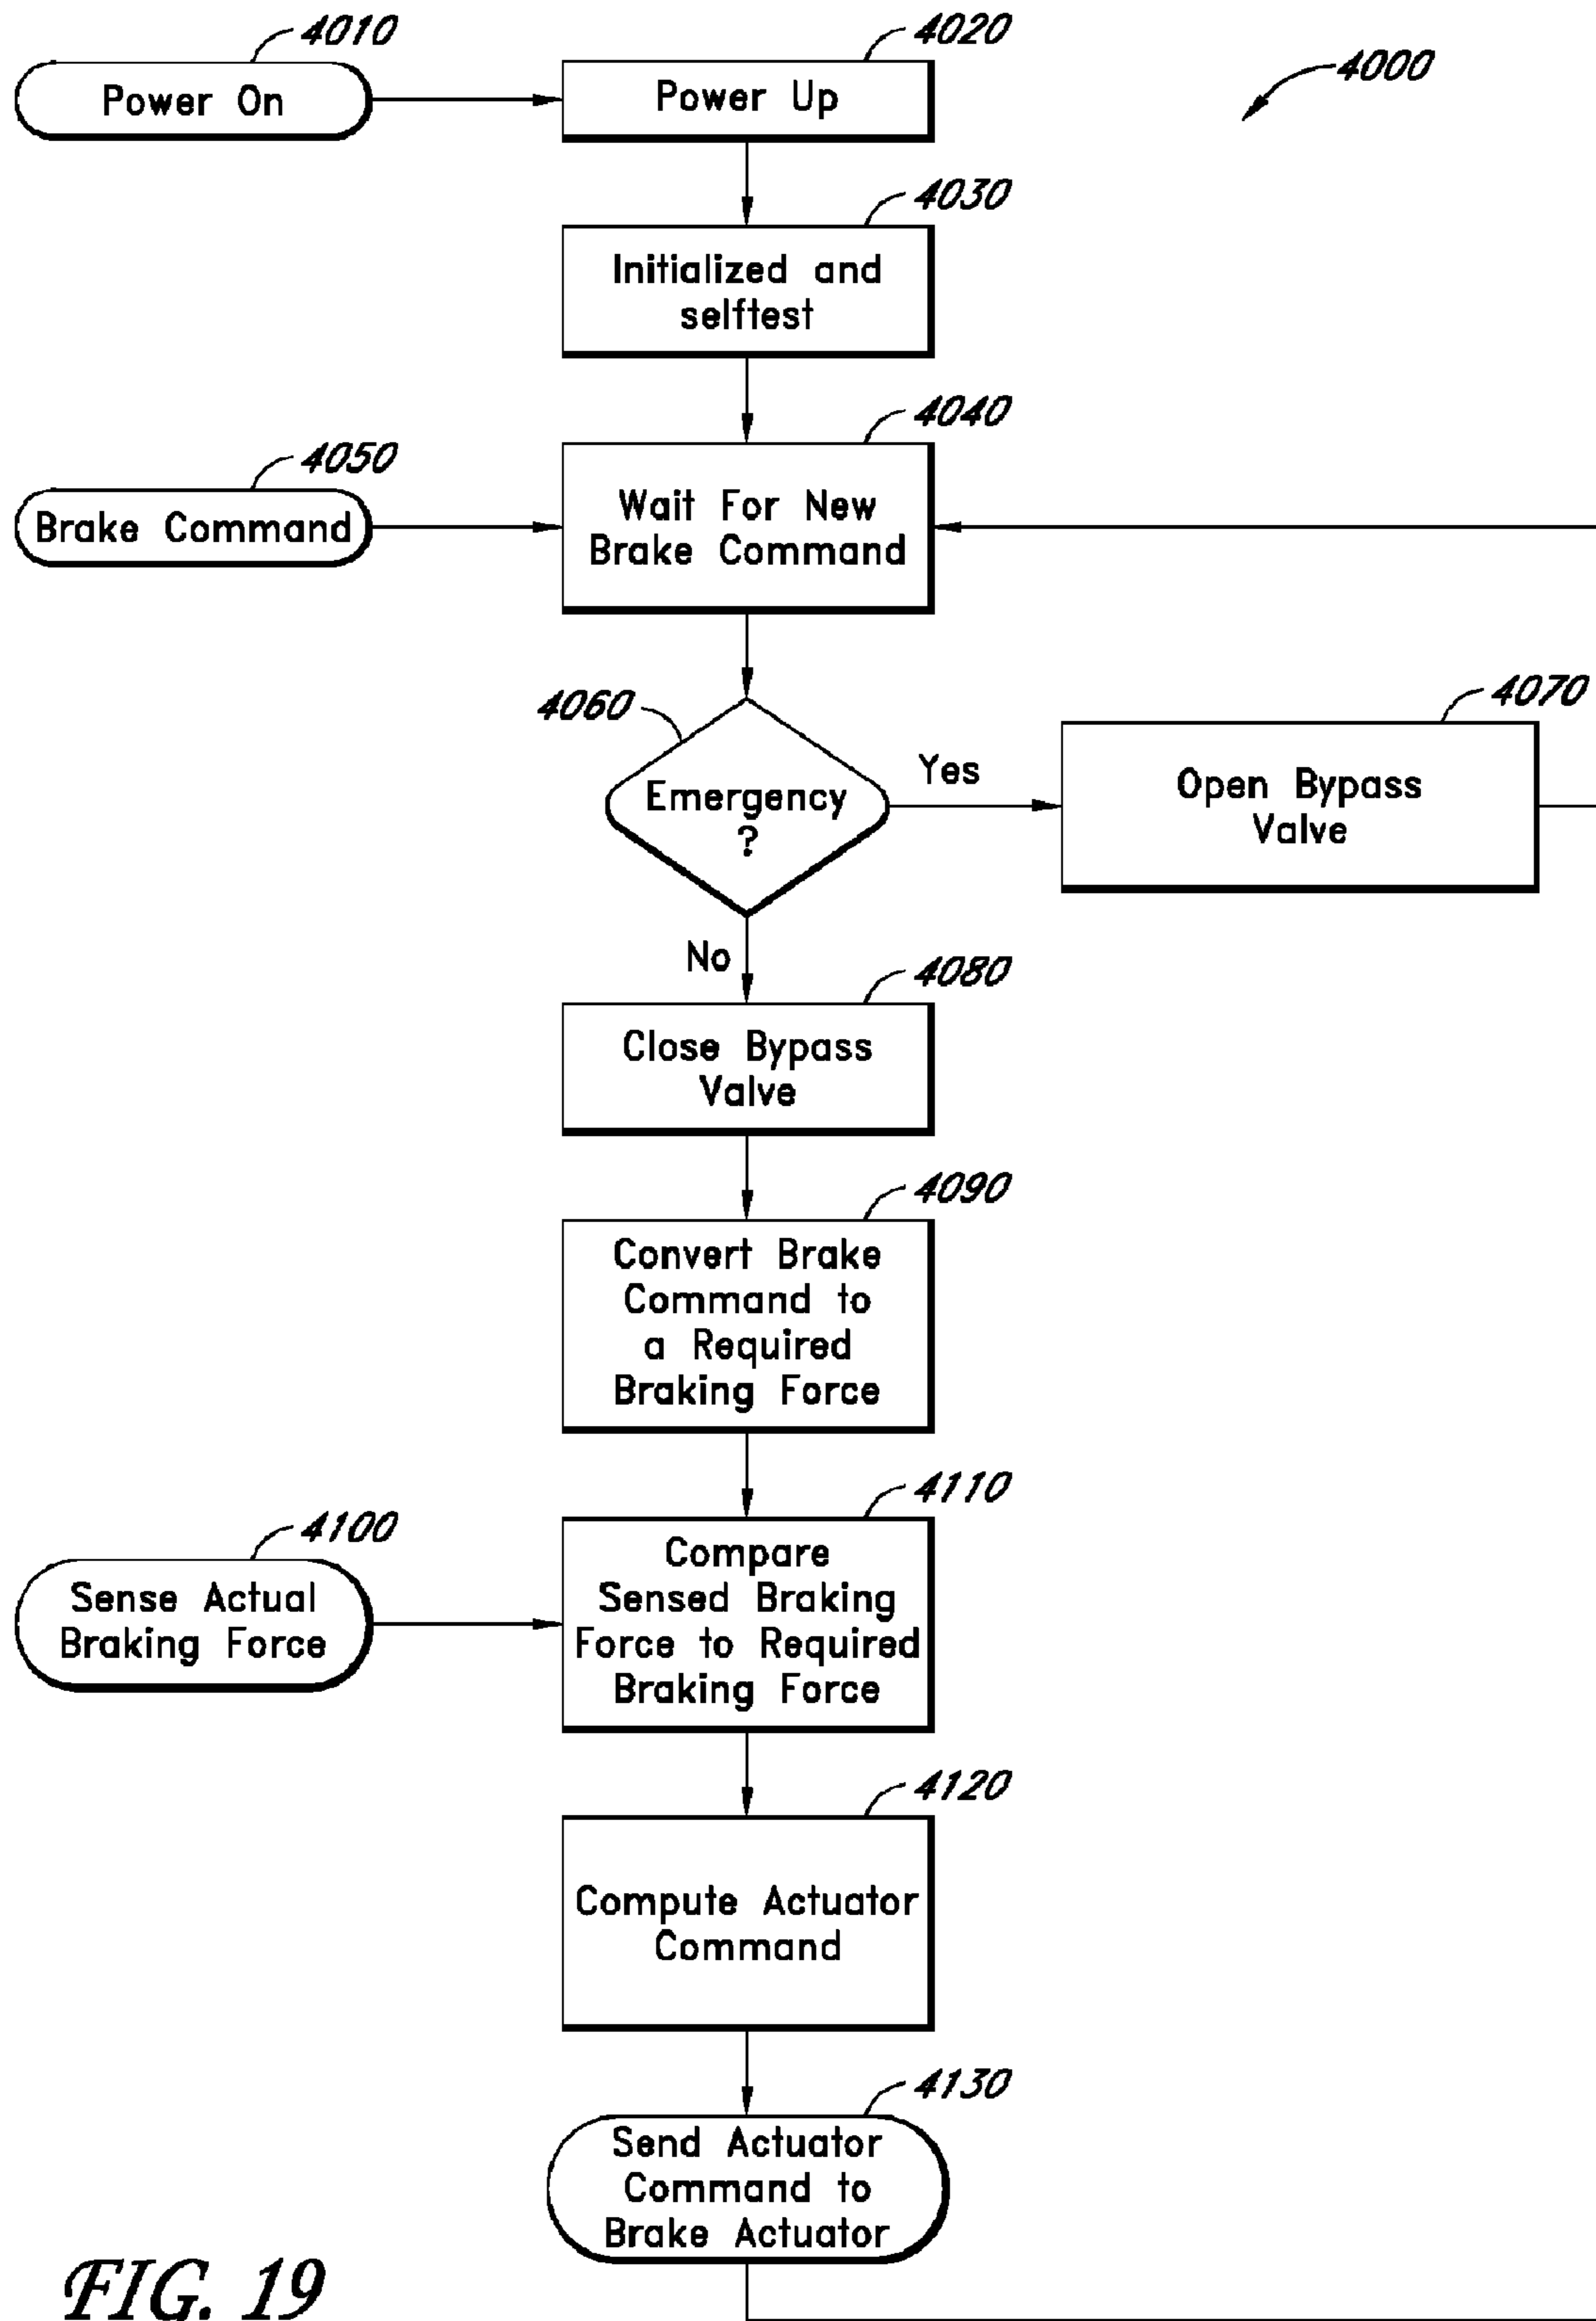 4010
Power On
4020
Power Up
4000
4030
Initialized and
selftest
4040
Wait For New
Brake Command
4050
Brake Command
4060
Emergency
?
Yes
4070
Open Bypass
Valve
No
4080
Close Bypass
Valve
4090
Convert Brake
Command to
a Required
Braking Force
4100
Sense Actual
Braking Force
4110
Compare
Sensed Braking
Force to Required
Braking Force
4120
Compute Actuator
Command
4130
Send Actuator
Command to
Brake Actuator
FIG. 19